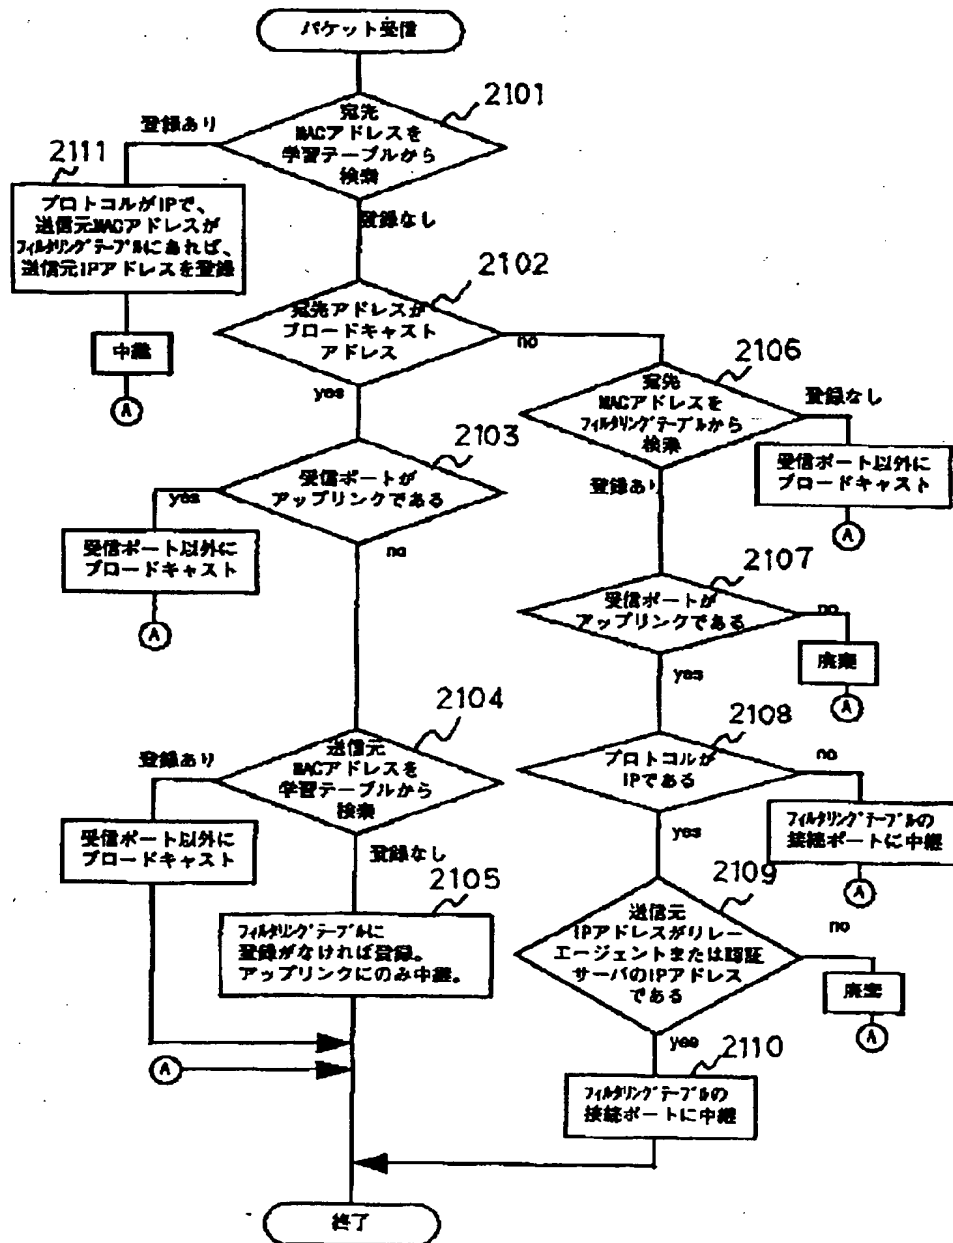 パケット受信
2101
宛先
MACアドレスを
学習テーブルから
検索
登録あり
2111
プロトコルがIPで、
送信元MACアドレスが
フィルタリングテーブルにあれば、
送信元IPアドレスを登録
中継
A
登録なし
2102
宛先アドレスが
ブロードキャスト
アドレス
no
yes
2106
宛先
MACアドレスを
フィルタリングテーブルから
検索
登録なし
受信ポート以外に
ブロードキャスト
A
登録あり
2103
受信ポートが
アップリンクである
yes
受信ポート以外に
ブロードキャスト
A
no
2107
受信ポートが
アップリンクである
no
廃棄
A
yes
2104
送信元
MACアドレスを
学習テーブルから
検索
登録あり
受信ポート以外に
ブロードキャスト
登録なし
2105
フィルタリングテーブルに
登録がなければ登録。
アップリンクにのみ中継。
2108
プロトコルが
IPである
no
フィルタリングテーブルの
接続ポートに中継
A
yes
2109
送信元
IPアドレスがリレー
エージェントまたは認証
サーバのIPアドレス
である
no
廃棄
A
yes
2110
フィルタリングテーブルの
接続ポートに中継
A
終了